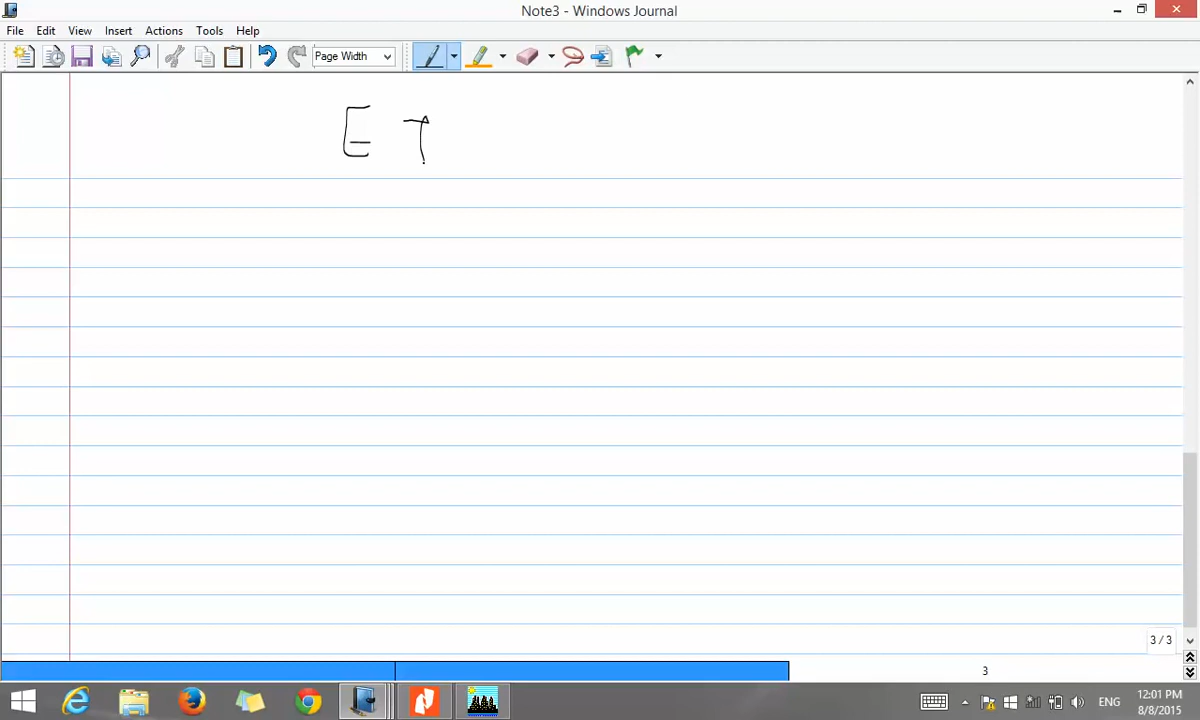 Note3 - Windows Journal
File Edit View Insert Actions Tools Help
Page Width
E T
3 / 3
3
ENG
12:01 PM
8/8/2015